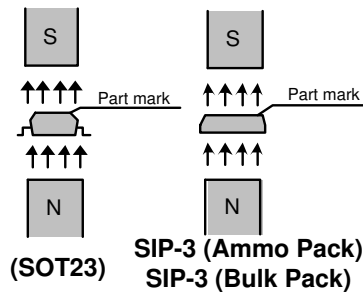 S
Part mark
N
(SOT23)
S
Part mark
N
SIP-3 (Ammo Pack)
SIP-3 (Bulk Pack)